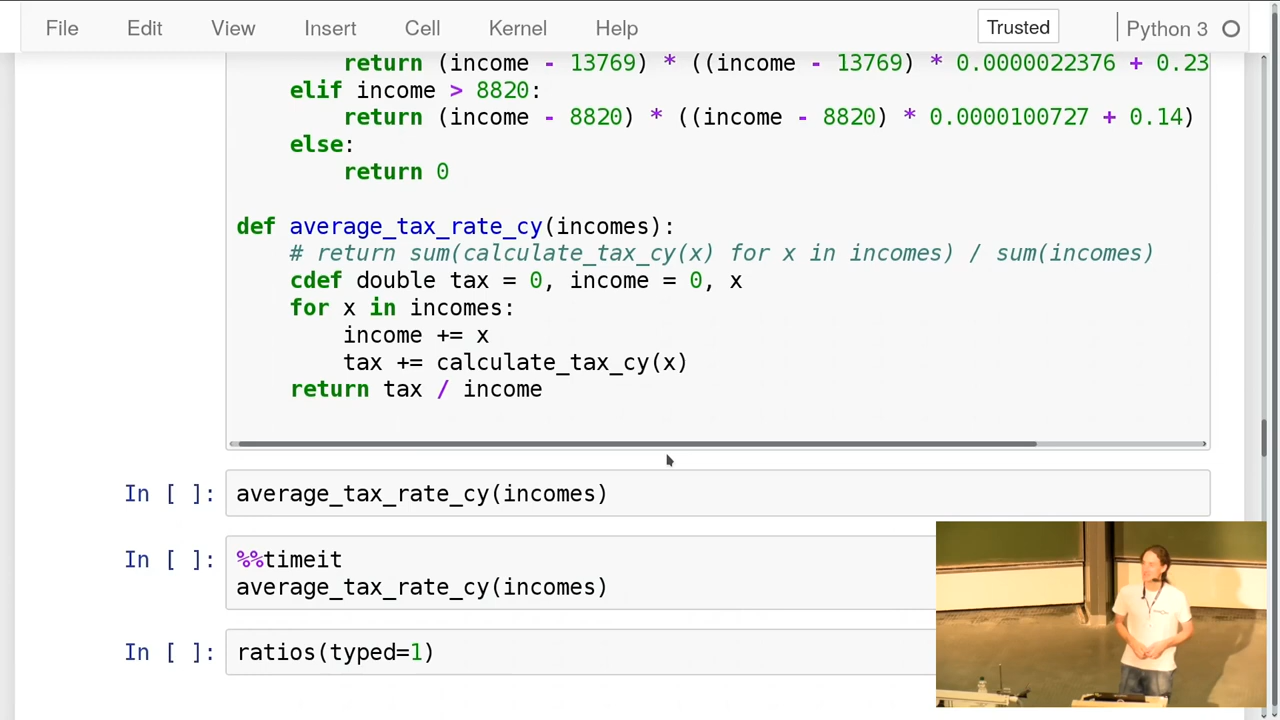 File Edit View Insert Cell Kernel Help Trusted Python 3
return (income - 13769) * ((income - 13769) * 0.0000022376 + 0.23
elif income > 8820:
return (income - 8820) * ((income - 8820) * 0.0000100727 + 0.14)
else:
return 0
def average_tax_rate_cy(incomes):
# return sum(calculate_tax_cy(x) for x in incomes) / sum(incomes)
cdef double tax = 0, income = 0, x
for x in incomes:
income += x
tax += calculate_tax_cy(x)
return tax / income
In [ ]: average_tax_rate_cy(incomes)
In [ ]: %%timeit
average_tax_rate_cy(incomes)
In [ ]: ratios(typed=1)